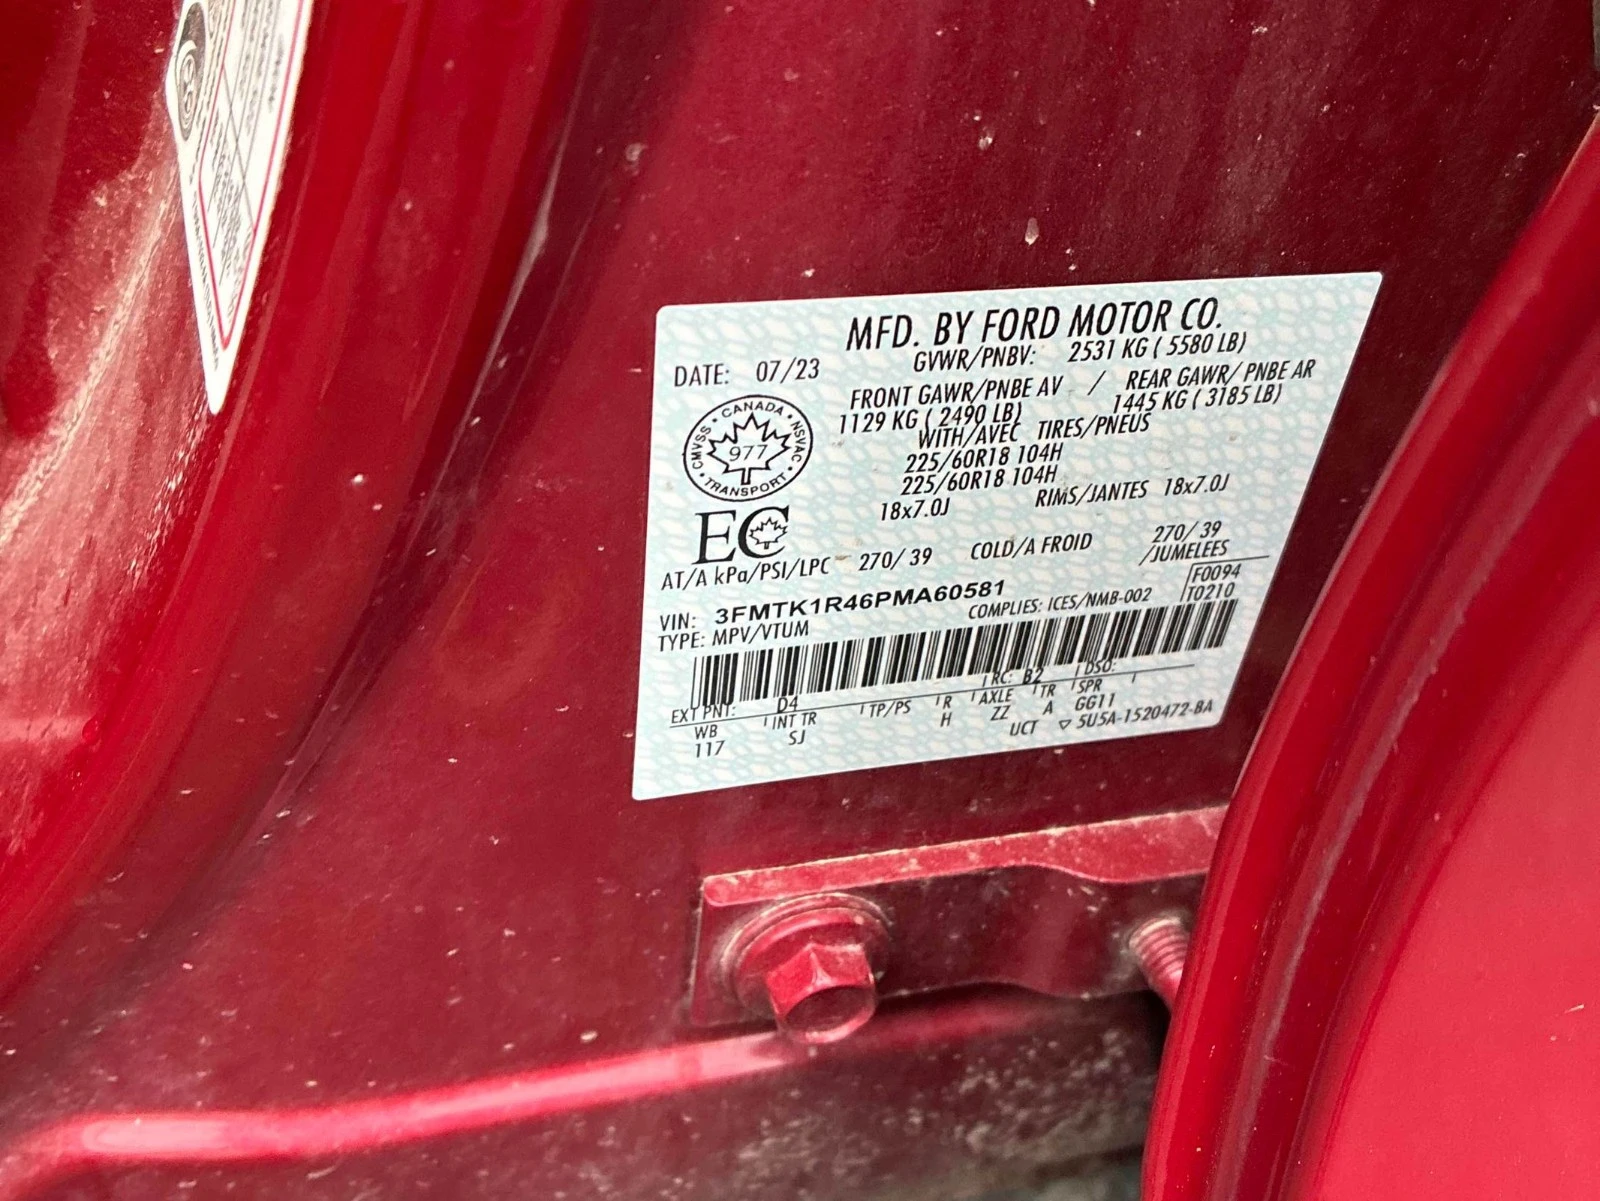 MFD. BY FORD MOTOR CO.
DATE: 07/23
GVWR/PNBV: 2531 KG ( 5580 LB)
FRONT GAWR/PNBE AV / REAR GAWR/ PNBE AR
1129 KG ( 2490 LB) 1445 KG ( 3185 LB)
WITH/AVEC TIRES/PNEUS
225/60R18 104H
225/60R18 104H
18x7.0J RIMS/JANTES 18x7.0J
CANADA
CMVSS 977 NSVAC
TRANSPORT
EC
AT/A kPa/PSI/LPC 270/ 39 COLD/A FROID 270/ 39
/JUMELEES
VIN: 3FMTK1R46PMA60581
F0094
TYPE: MPV/VTUM COMPLIES: ICES/NMB-002 T0210
EXT PNT: D4 RC: B2 DSO:
WB INT TR TP/PS R AXLE TR SPR
117 SJ H ZZ A GG11
UCT ▽ 5U5A-1520472-BA